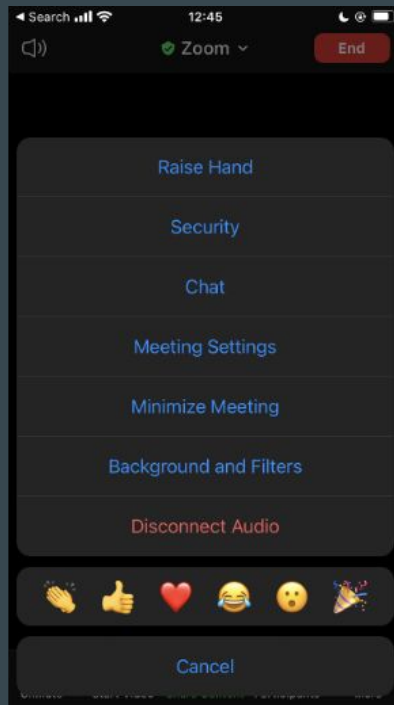 Search
12:45
Zoom
End
Raise Hand
Security
Chat
Meeting Settings
Minimize Meeting
Background and Filters
Disconnect Audio
Cancel